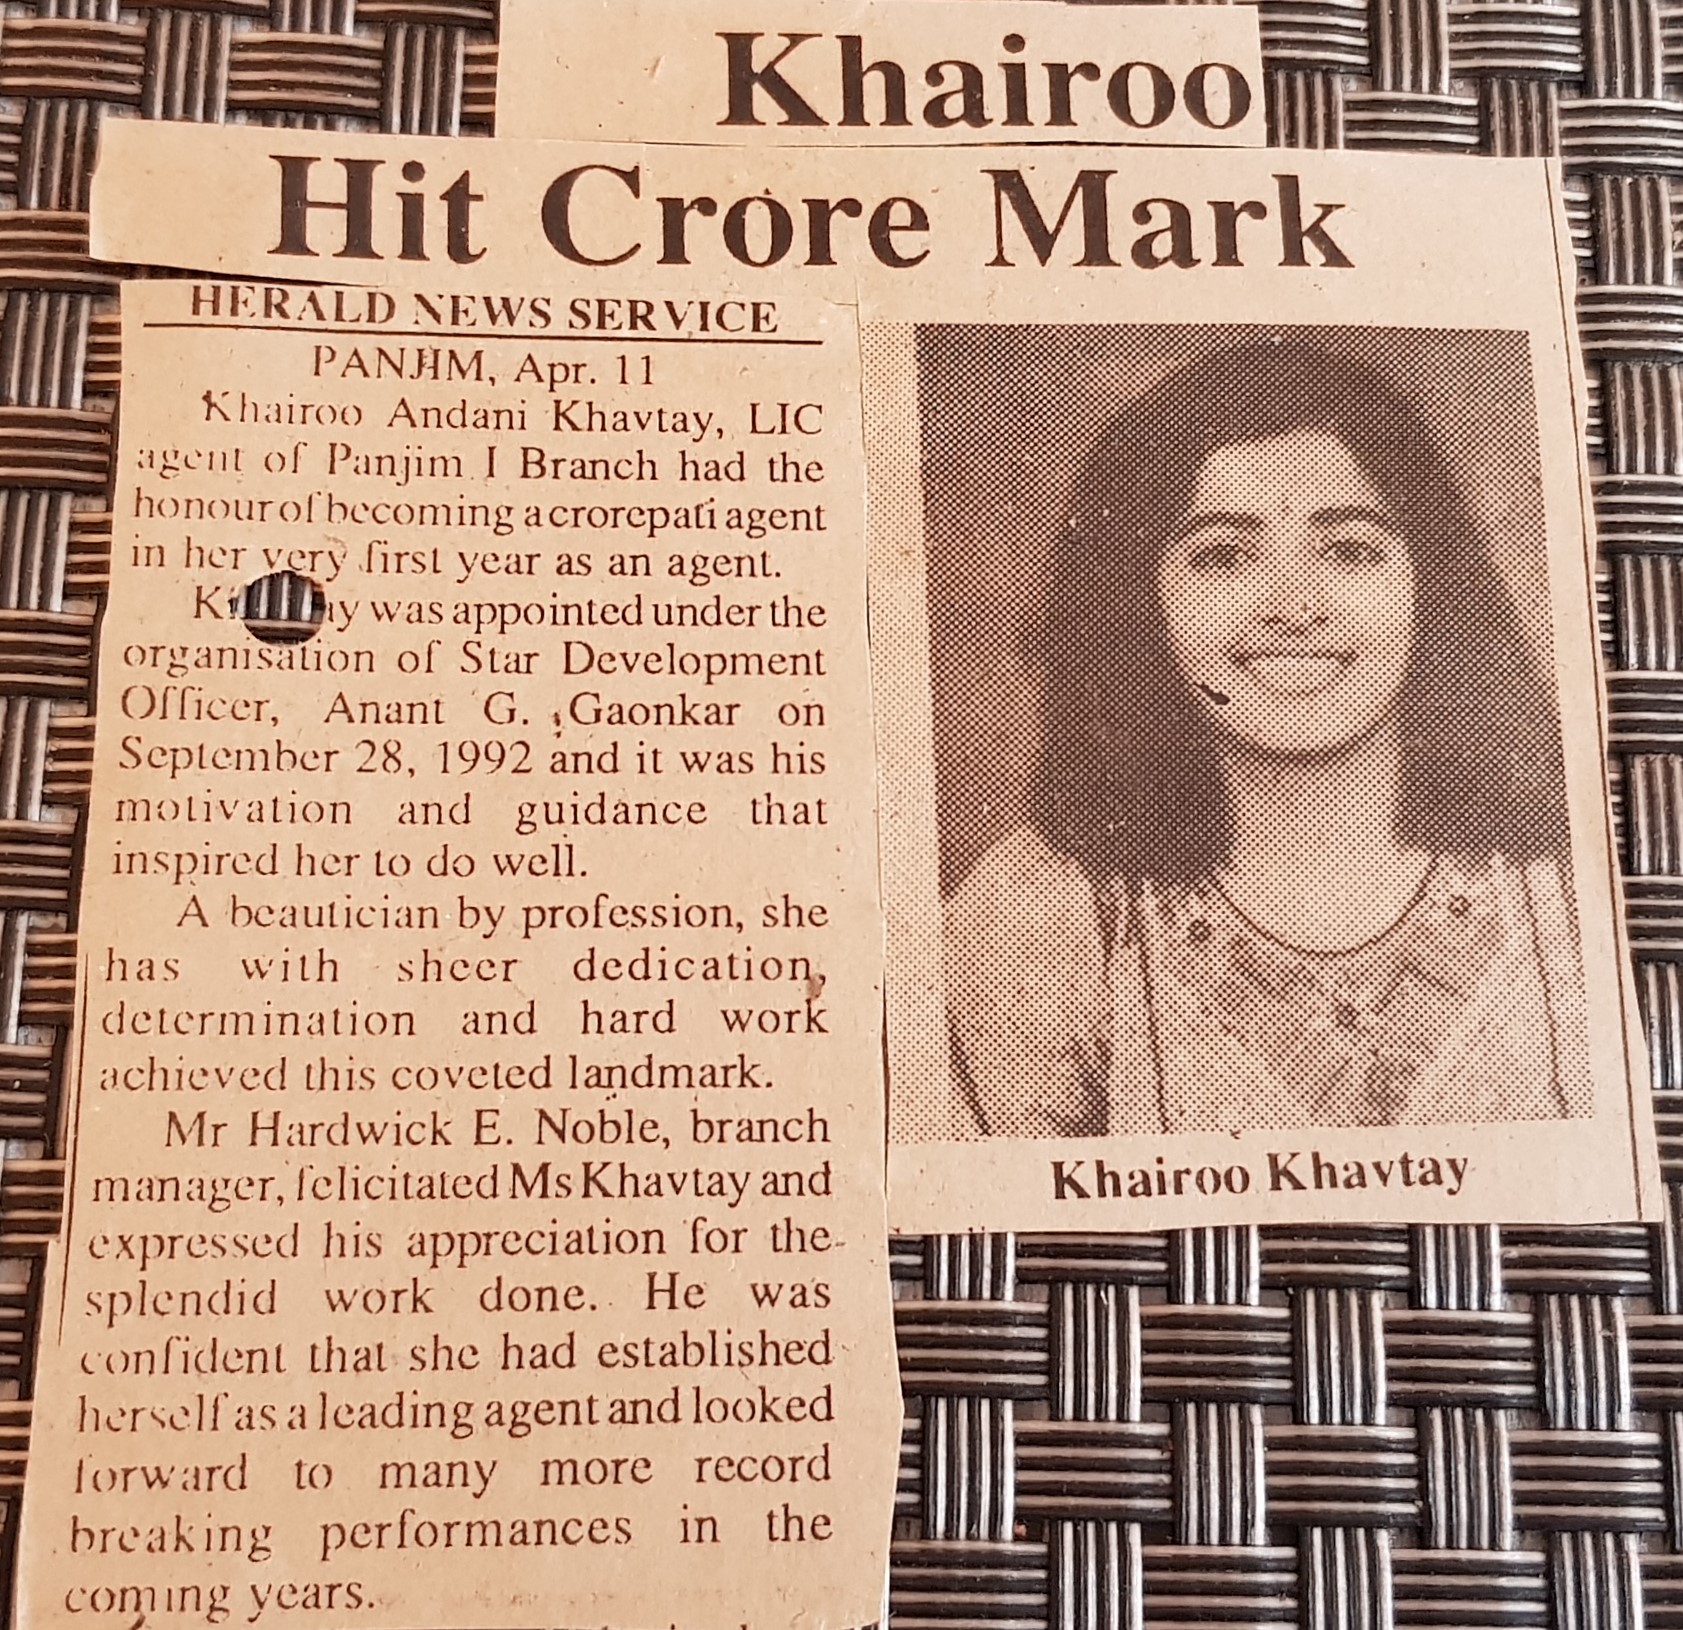 Khairoo
Hit Crore Mark
HERALD NEWS SERVICE
PANJIM, Apr. 11
Khairoo Andani Khavtay, LIC
agent of Panjim I Branch had the
honour of becoming a crorepati agent
in her very first year as an agent.
was appointed under the
organisation of Star Development
Officer, Anant G. Gaonkar on
September 28, 1992 and it was his
motivation and guidance that
inspired her to do well.
A beautician by profession, she
has with sheer dedication,
determination and hard work
achieved this coveted landmark.
Mr Hardwick E. Noble, branch
manager, felicitated Ms Khavtay and
expressed his appreciation for the
splendid work done. He was
confident that she had established
herself as a leading agent and looked
forward to many more record
breaking performances in the
coming years.
Khairoo Khavtay